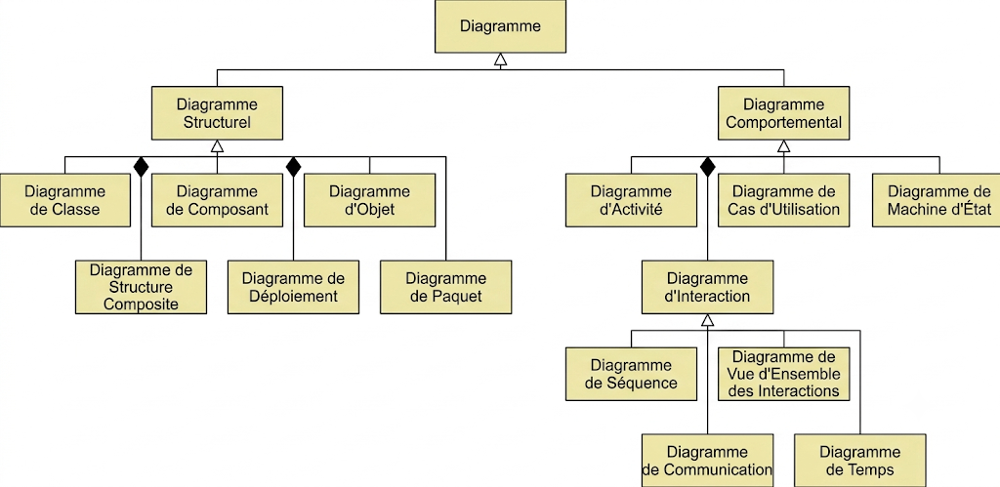 Diagramme
Diagramme
Structurel
Diagramme
Comportemental
Diagramme
de Classe
Diagramme
de Composant
Diagramme
d'Objet
Diagramme
d'Activité
Diagramme de
Cas d'Utilisation
Diagramme de
Machine d'État
Diagramme de
Structure
Composite
Diagramme de
Déploiement
Diagramme
de Paquet
Diagramme
d'Interaction
Diagramme
de Séquence
Diagramme de
Vue d'Ensemble
des Interactions
Diagramme
de Communication
Diagramme
de Temps